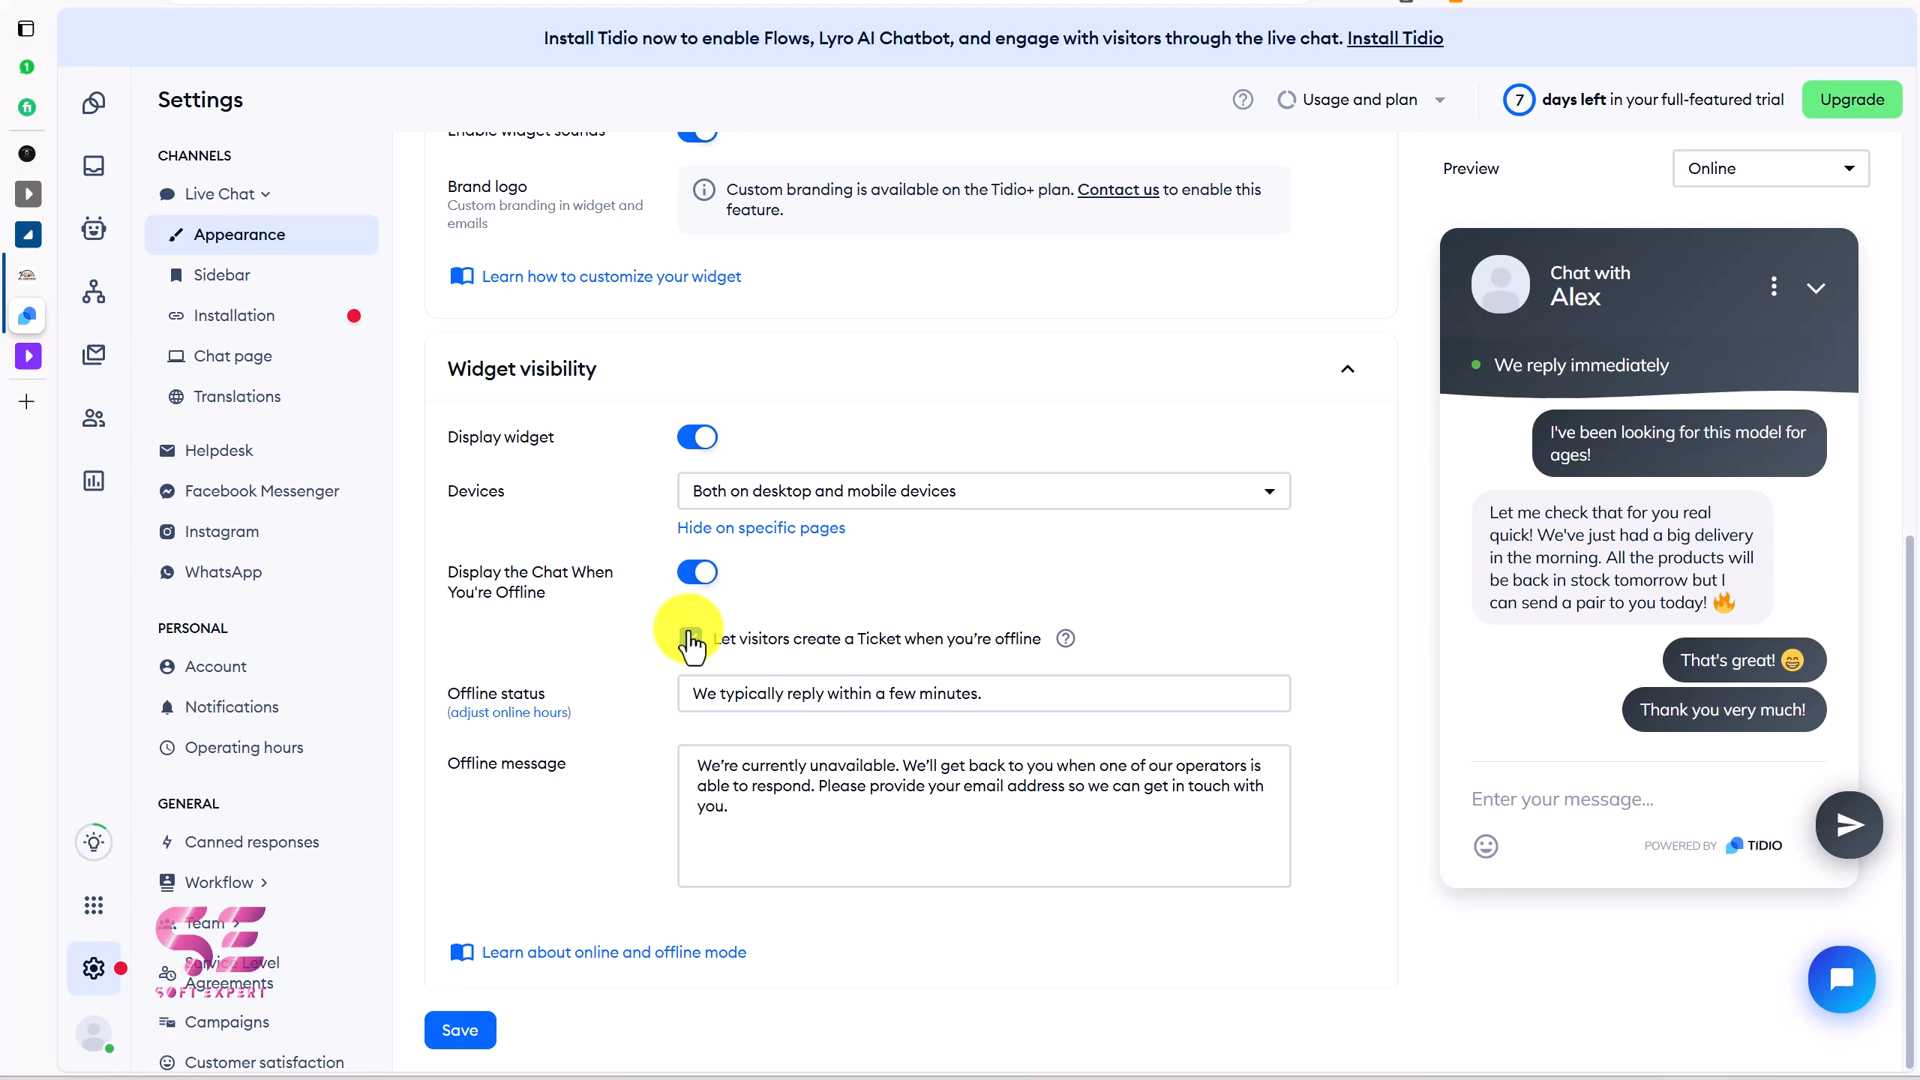 Install Tidio now to enable Flows, Lyro AI Chatbot, and engage with visitors through the live chat. Install Tidio
Settings
Usage and plan
7 days left in your full-featured trial
Upgrade
CHANNELS
Live Chat
Appearance
Sidebar
Installation
Chat page
Translations
Helpdesk
Facebook Messenger
Instagram
WhatsApp
PERSONAL
Account
Notifications
Operating hours
GENERAL
Canned responses
Workflow
Team
Service Level
Agreements
SOFT EXPERT
Campaigns
Customer satisfaction
Enable widget sounds
Brand logo
Custom branding in widget and
emails
Custom branding is available on the Tidio+ plan. Contact us to enable this
feature.
Learn how to customize your widget
Widget visibility
Display widget
Devices
Both on desktop and mobile devices
Hide on specific pages
Display the Chat When
You're Offline
Let visitors create a Ticket when you're offline
Offline status
(adjust online hours)
We typically reply within a few minutes.
Offline message
We're currently unavailable. We'll get back to you when one of our operators is
able to respond. Please provide your email address so we can get in touch with
you.
Learn about online and offline mode
Save
Preview
Online
Chat with
Alex
We reply immediately
I've been looking for this model for
ages!
Let me check that for you real
quick! We've just had a big delivery
in the morning. All the products will
be back in stock tomorrow but I
can send a pair to you today! 🔥
That's great! 😄
Thank you very much!
Enter your message...
POWERED BY TIDIO